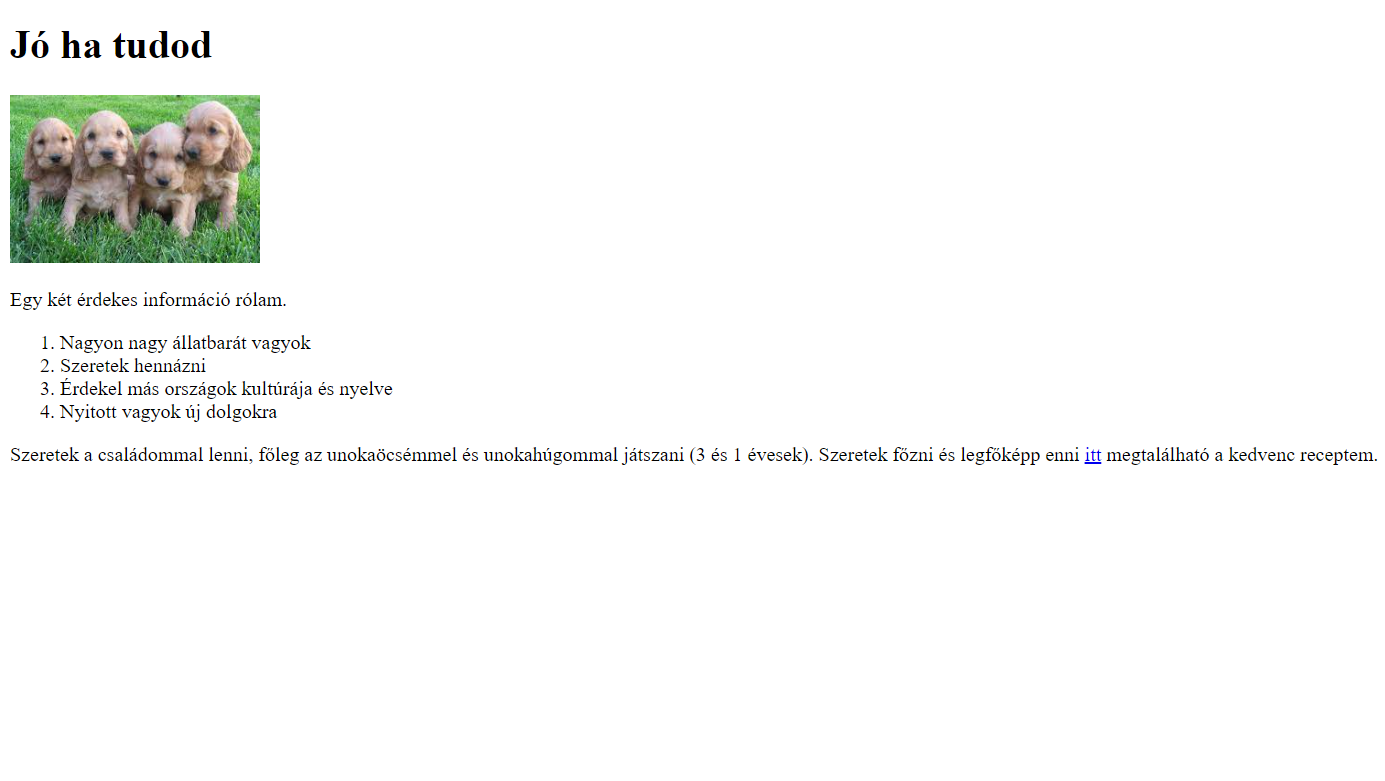 Jó ha tudod
Egy két érdekes információ rólam.
1. Nagyon nagy állatbarát vagyok
2. Szeretek hennázni
3. Érdekel más országok kultúrája és nyelve
4. Nyitott vagyok új dolgokra
Szeretek a családommal lenni, főleg az unokaöcsémmel és unokahúgommal játszani (3 és 1 évesek). Szeretek főzni és legfőképp enni itt megtalálható a kedvenc receptem.